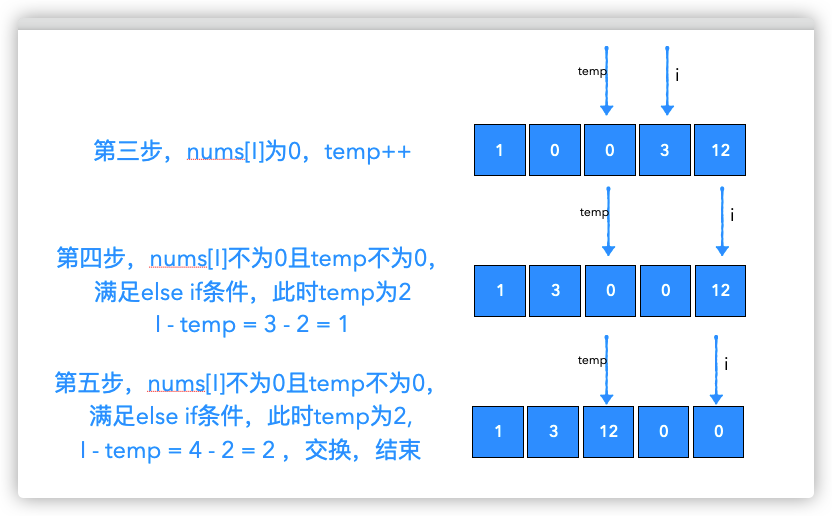 temp
i
第三步，nums[I]为0，temp++
1 0 0 3 12
temp
i
第四步，nums[I]不为0且temp不为0，
满足else if条件，此时temp为2
I - temp = 3 - 2 = 1
1 3 0 0 12
temp
i
第五步，nums[I]不为0且temp不为0，
满足else if条件，此时temp为2,
I - temp = 4 - 2 = 2 ，交换，结束
1 3 12 0 0